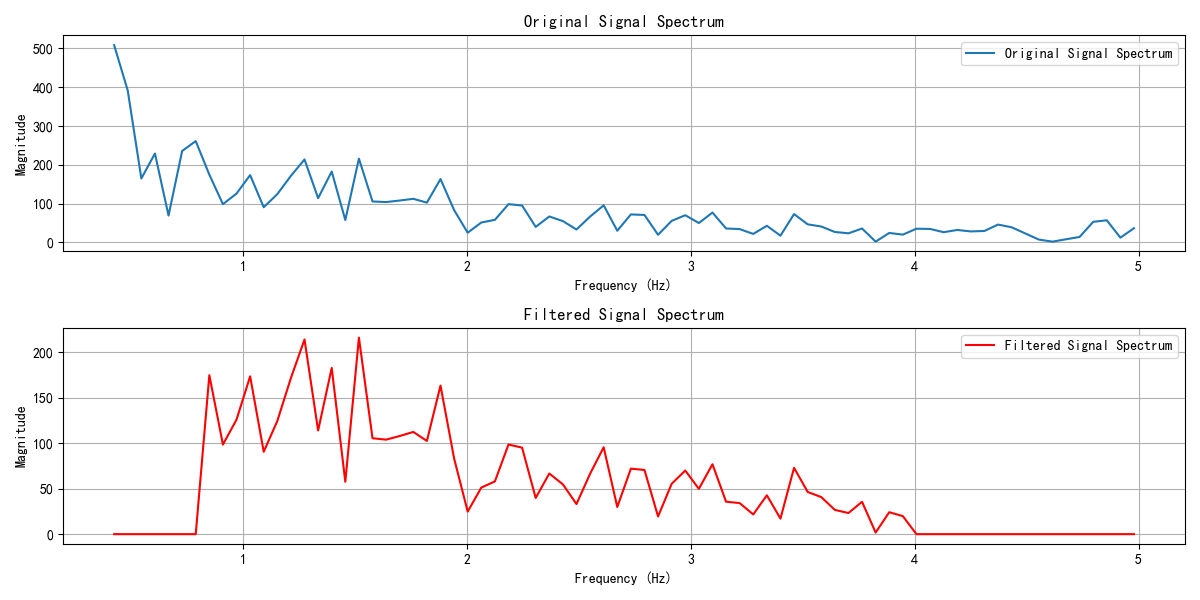 Original Signal Spectrum
500
400
300
200
100
0
Magnitude
Original Signal Spectrum
1 2 3 4 5
Frequency (Hz)
Filtered Signal Spectrum
200
150
100
50
0
Magnitude
Filtered Signal Spectrum
1 2 3 4 5
Frequency (Hz)